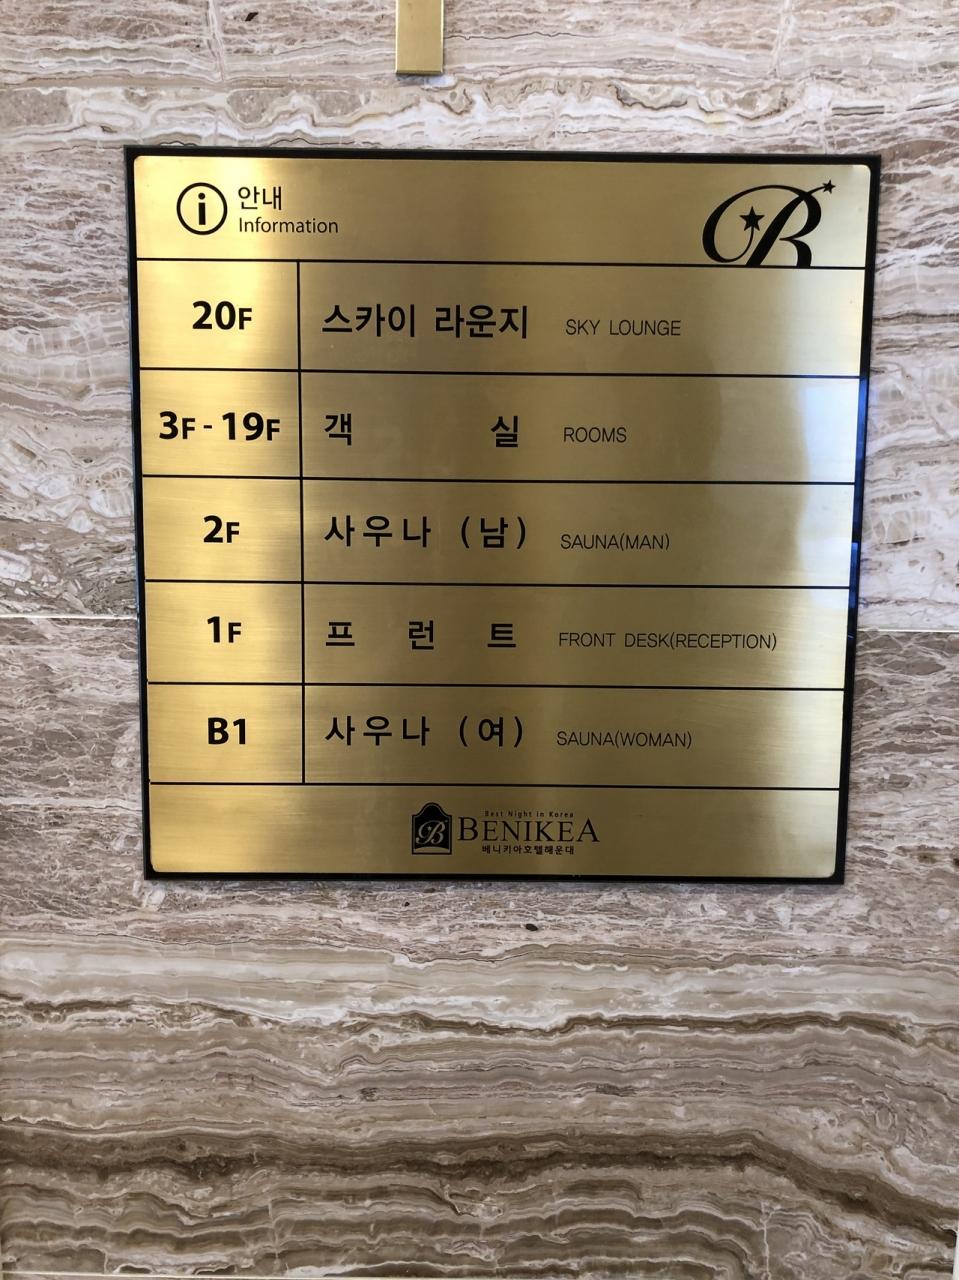 i 안내
Information
B
20F 스카이 라운지 SKY LOUNGE
3F - 19F 객 실 ROOMS
2F 사우나 (남) SAUNA(MAN)
1F 프 런 트 FRONT DESK(RECEPTION)
B1 사우나 (여) SAUNA(WOMAN)
Best Night in Korea
B BENIKEA
베니키아호텔해운대